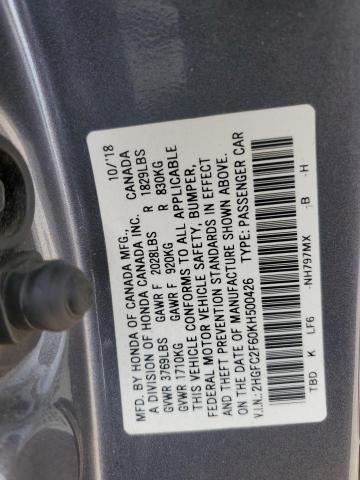 MFD. BY HONDA OF CANADA MFG., 10/'18
A DIVISION OF HONDA CANADA INC. CANADA
GVWR 3769LBS GAWR F 2028LBS R 1829LBS
GVWR 1710KG GAWR F 920KG R 830KG
THIS VEHICLE CONFORMS TO ALL APPLICABLE
FEDERAL MOTOR VEHICLE SAFETY, BUMPER,
AND THEFT PREVENTION STANDARDS IN EFFECT
ON THE DATE OF MANUFACTURE SHOWN ABOVE.
V.I.N.: 2HGFC2F60KH500426 TYPE: PASSENGER CAR
TBD K LF6 -NH797MX -B -H-